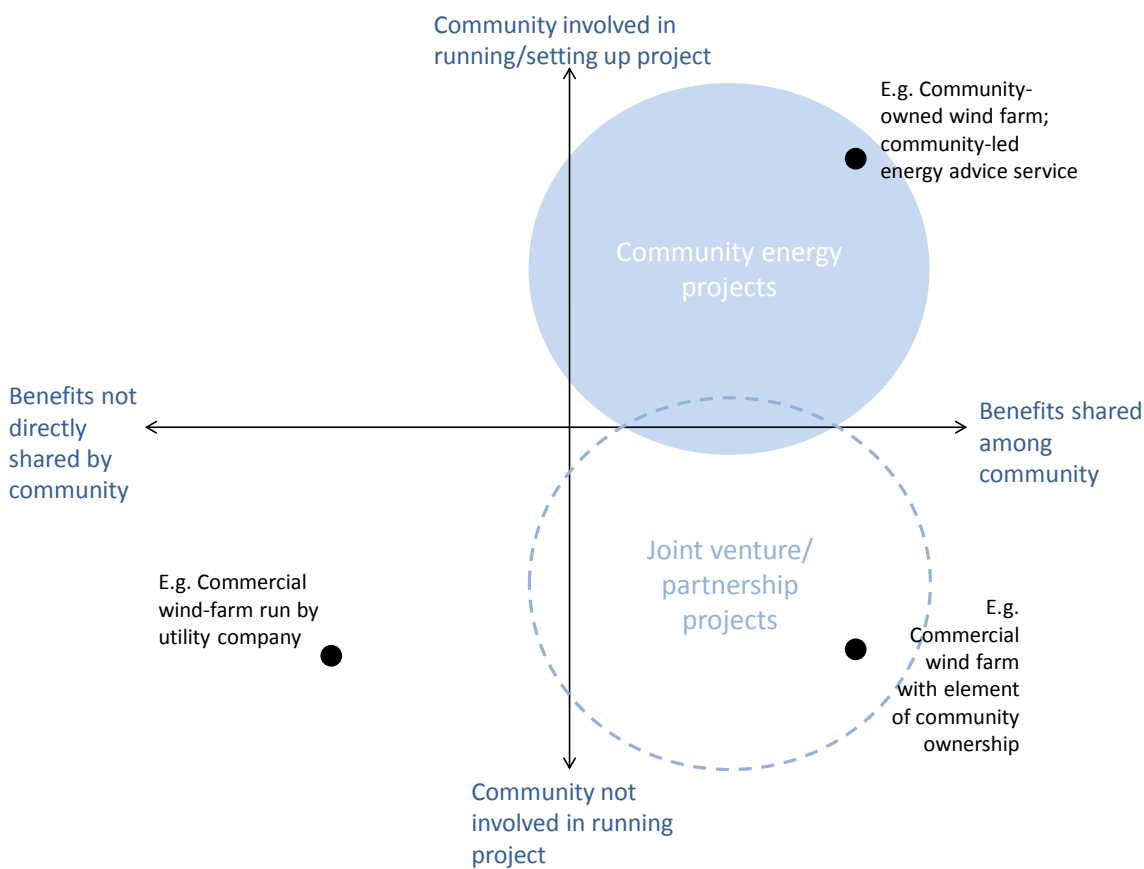 Community involved in
running/setting up project
E.g. Community-
owned wind farm;
community-led
energy advice service
Community energy
projects
Benefits not
directly
shared by
community
Benefits shared
among
community
Joint venture/
partnership
projects
E.g. Commercial
wind-farm run by
utility company
E.g.
Commercial
wind farm
with element
of community
ownership
Community not
involved in running
project